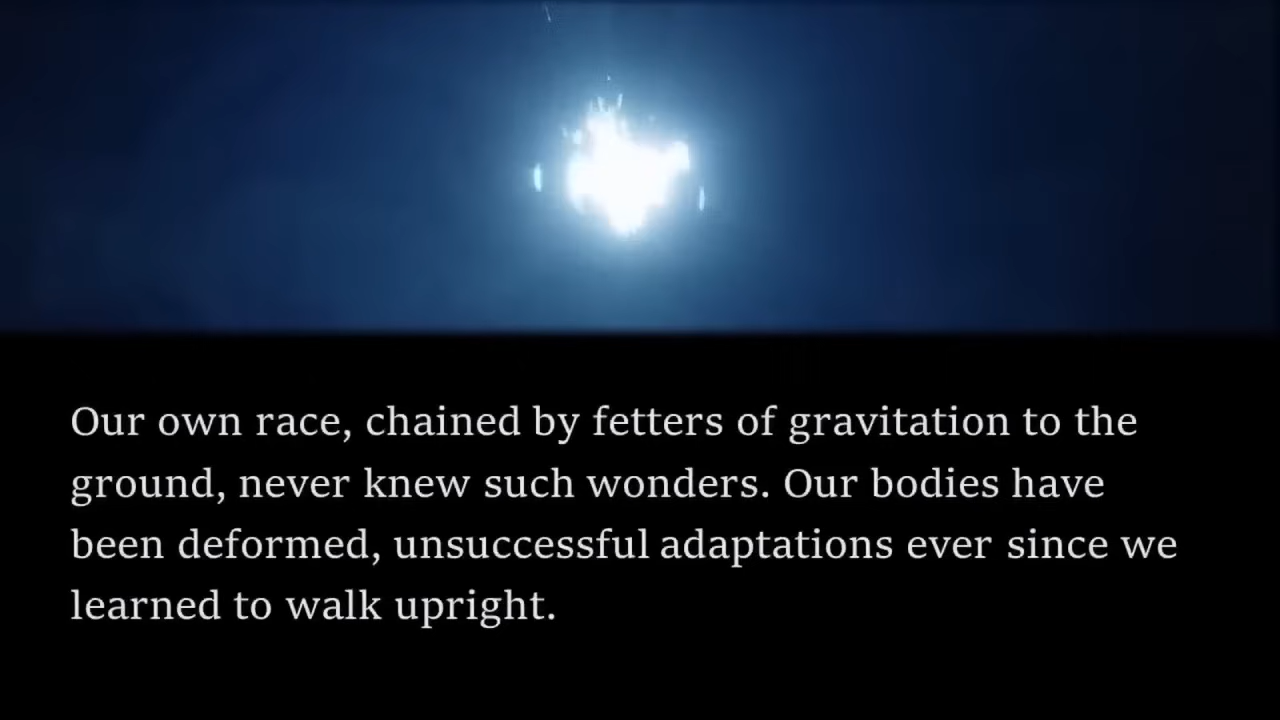 Our own race, chained by fetters of gravitation to the
ground, never knew such wonders. Our bodies have
been deformed, unsuccessful adaptations ever since we
learned to walk upright.